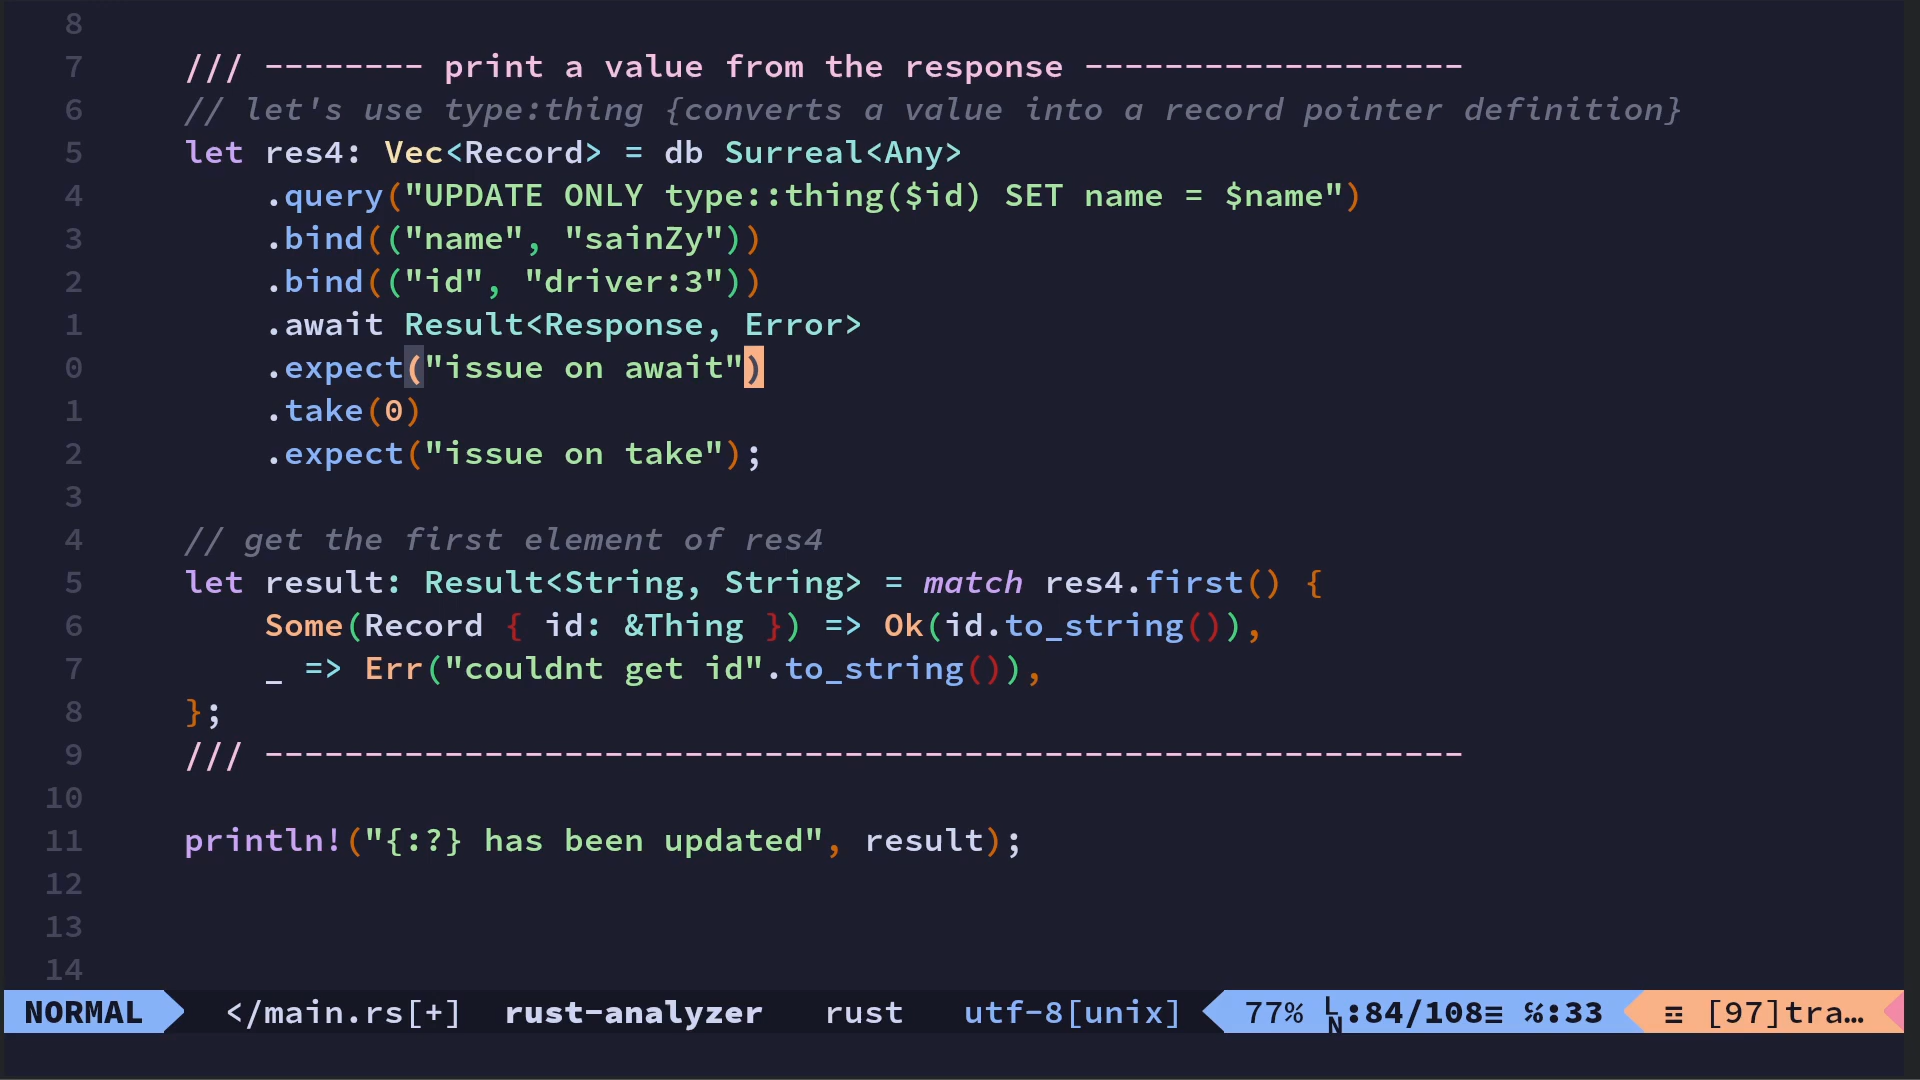 8
7 /// -------- print a value from the response -------------------
6 // let's use type:thing {converts a value into a record pointer definition}
5 let res4: Vec<Record> = db Surreal<Any>
4 .query("UPDATE ONLY type::thing($id) SET name = $name")
3 .bind(("name", "sainZy"))
2 .bind(("id", "driver:3"))
1 .await Result<Response, Error>
0 .expect("issue on await")
1 .take(0)
2 .expect("issue on take");
3
4 // get the first element of res4
5 let result: Result<String, String> = match res4.first() {
6 Some(Record { id: &Thing }) => Ok(id.to_string()),
7 _ => Err("couldnt get id".to_string()),
8 };
9 /// ------------------------------------------------------------
10
11 println!("{:?} has been updated", result);
12
13
14
NORMAL </main.rs[+] rust-analyzer rust utf-8[unix] 77% LN:84/108≡ ℅:33 ☲ [97]tra…